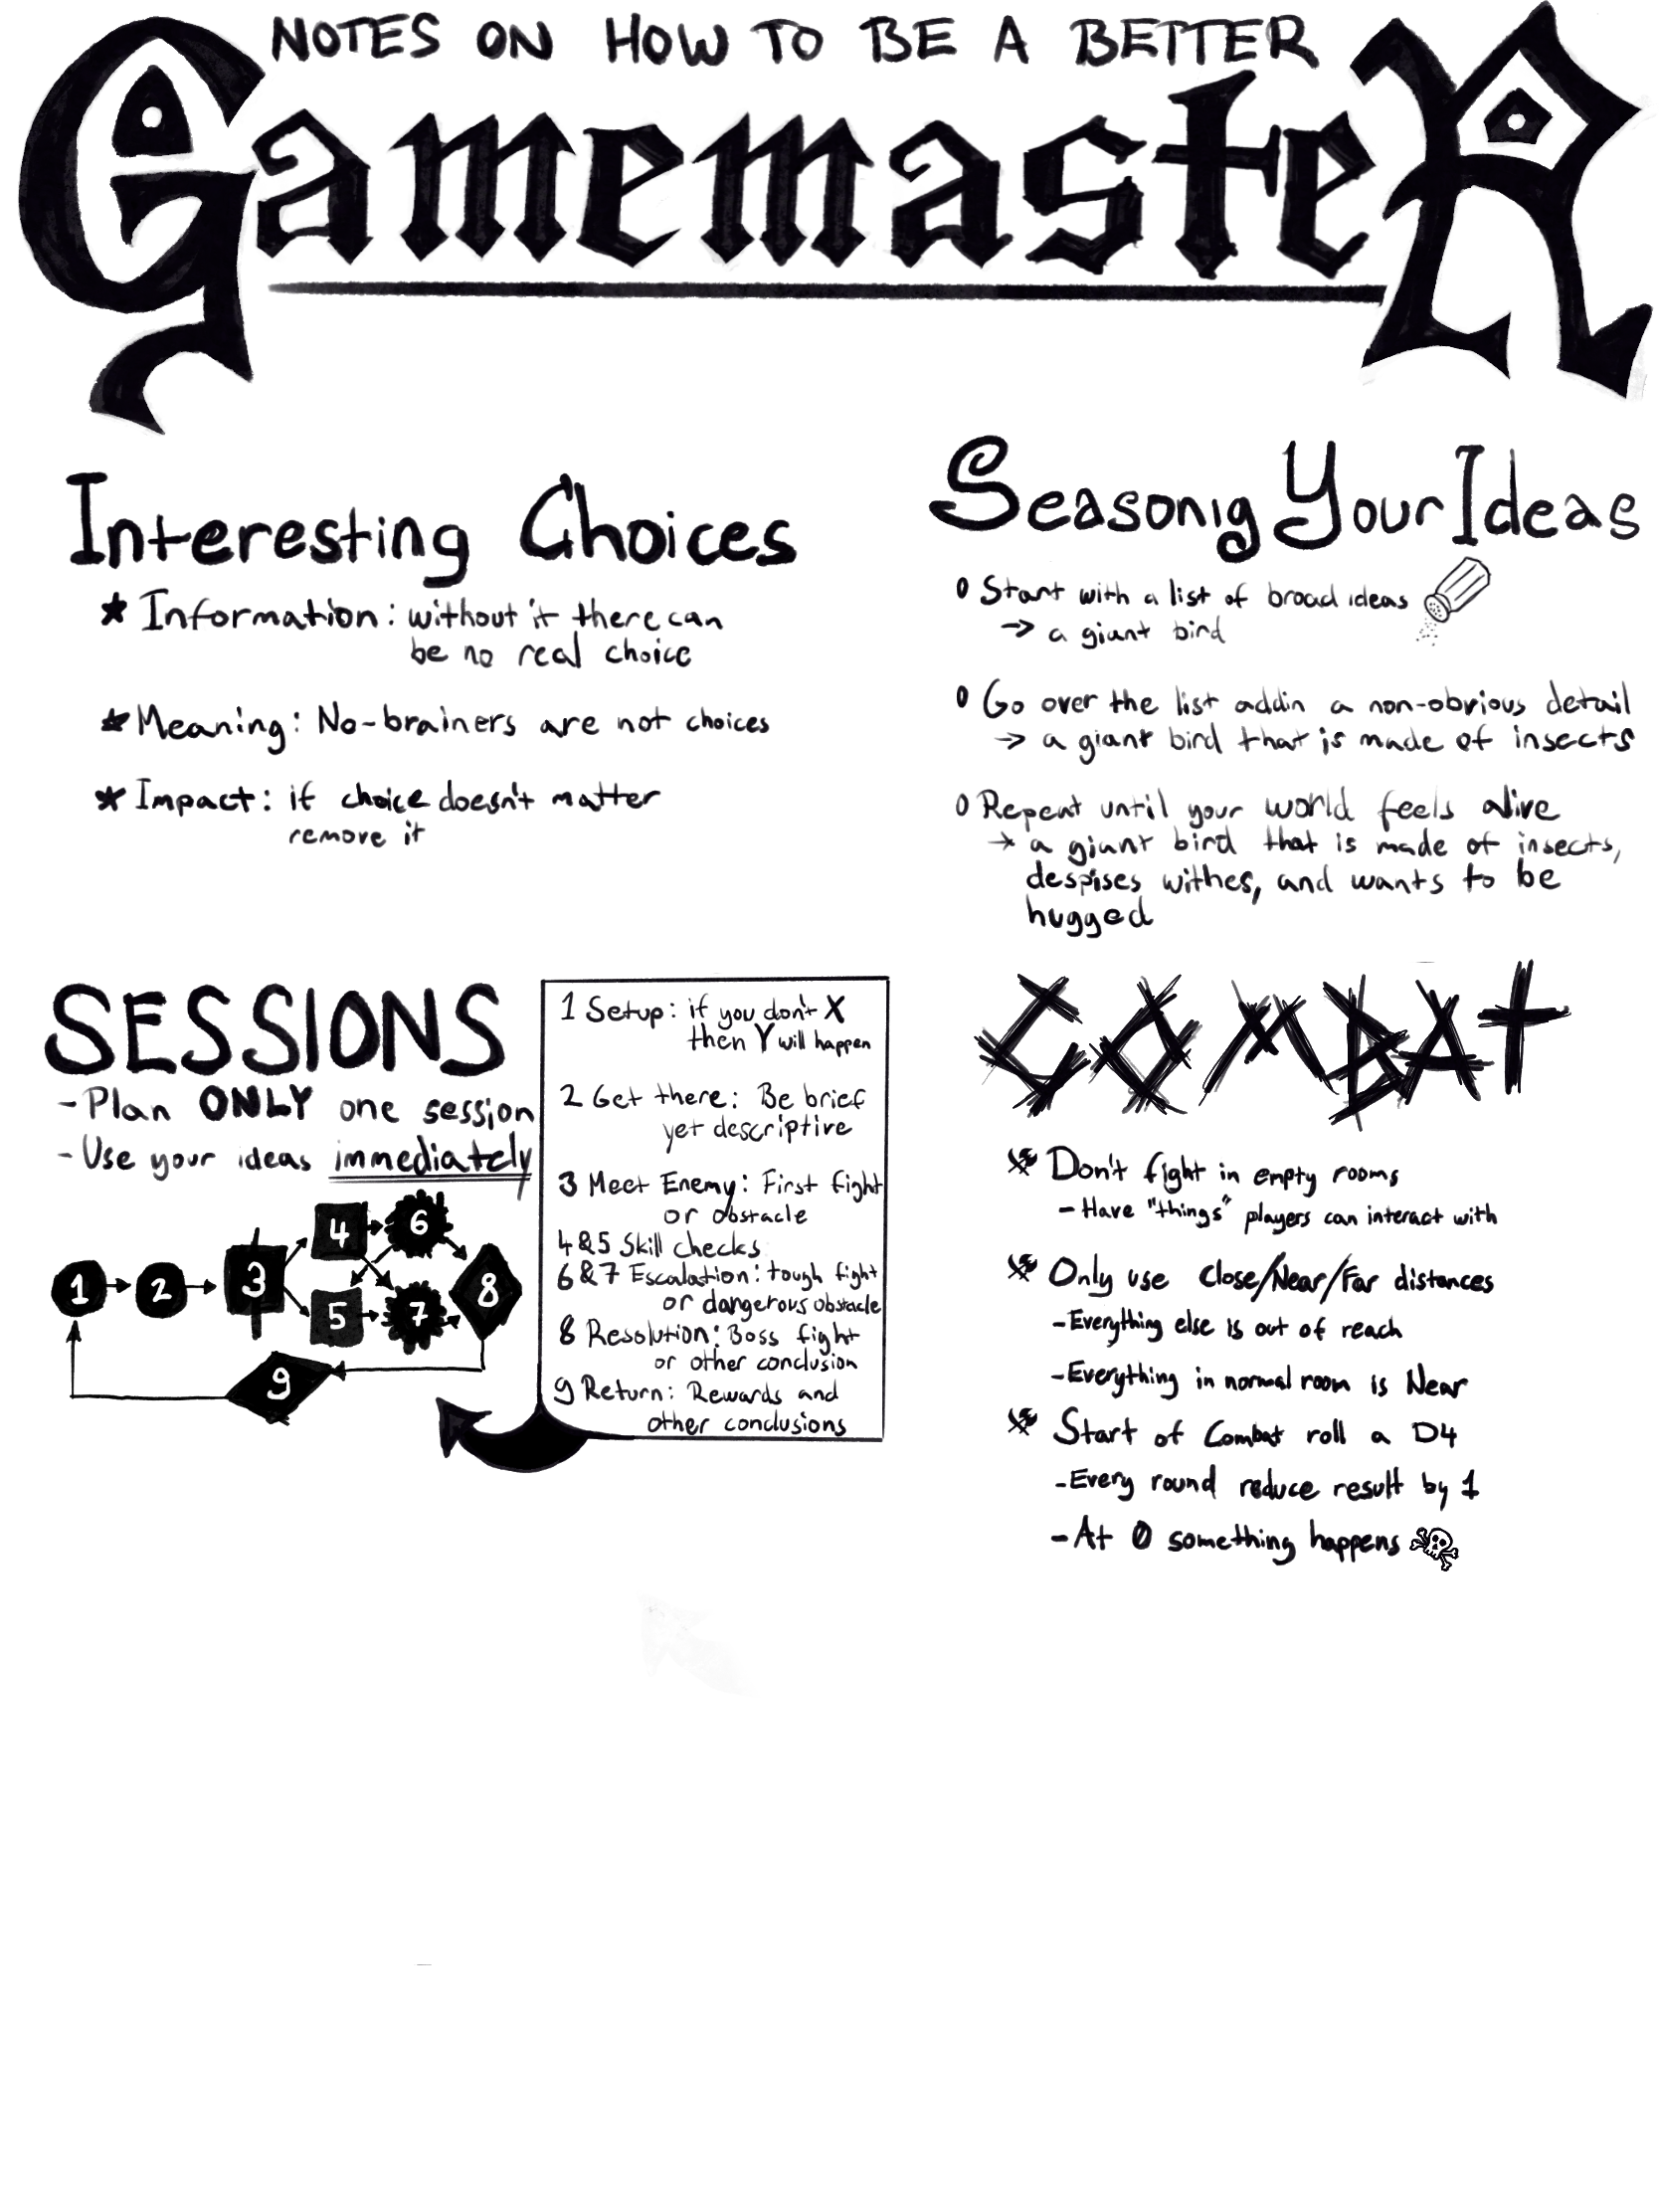 NOTES ON HOW TO BE A BETTER
GamemasteR
Interesting Choices
* Information: without it there can
be no real choice
* Meaning: No-brainers are not choices
* Impact: if choice doesn't matter
remove it
Seasonig Your Ideas
Start with a list of broad ideas
→ a giant bird
Go over the list addin a non-obvious detail
→ a giant bird that is made of insects
Repeat until your world feels alive
→ a giant bird that is made of insects,
despises withes, and wants to be
hugged
SESSIONS
- Plan ONLY one session
- Use your ideas immediately
1 2 3 4 5 6 7 8 9
1 Setup: if you don't X
then Y will happen
2 Get there: Be brief
yet descriptive
3 Meet Enemy: First fight
or obstacle
4 & 5 Skill checks
6 & 7 Escalation: tough fight
or dangerous obstacle
8 Resolution: Boss fight
or other conclusion
9 Return: Rewards and
other conclusions
COMBAT
Don't fight in empty rooms
- Have "things" players can interact with
Only use Close/Near/Far distances
- Everything else is out of reach
- Everything in normal room is Near
Start of Combat roll a D4
- Every round reduce result by 1
- At 0 something happens